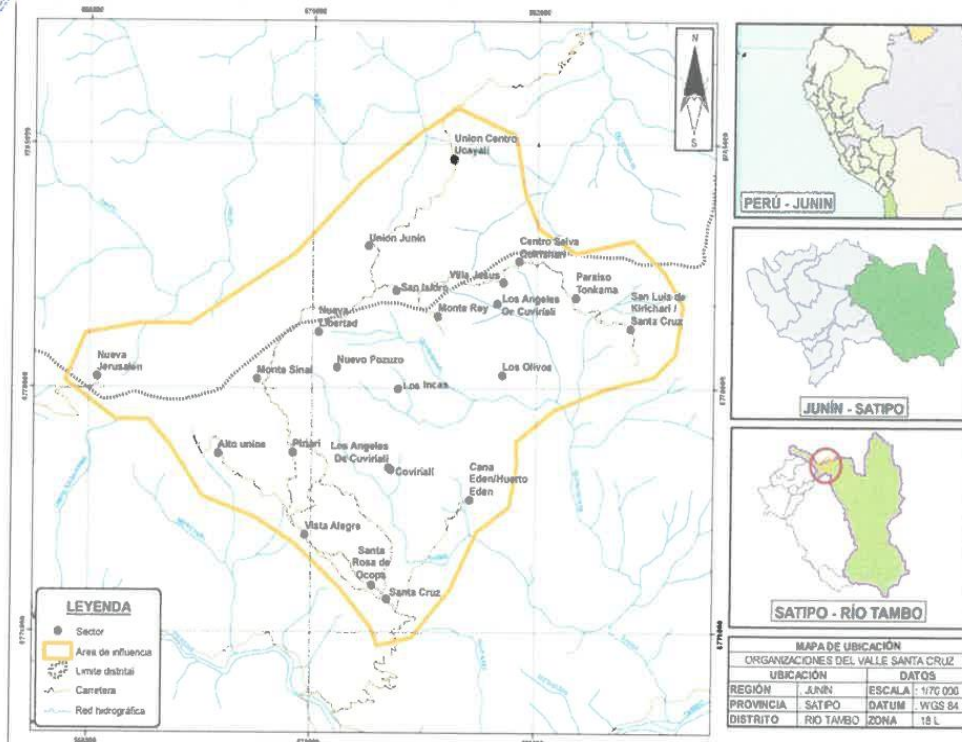 N
S
Union Centro
Ucayali
Union Junín
Centro Selva
Villa Jesus
San Isidro
Paraiso
Tonkama
Los Angeles
De Cuviriali
San Luis de
Kirichari /
Santa Cruz
Nueva
Libertad
Monte Rey
Nueva
Jerusalen
Monte Sinai
Nuevo Pozuzo
Los Incas
Los Olivos
Alto union
Pitiari
Los Angeles
De Cuviriali
Coviriali
Cana
Eden/Huerto
Eden
Vista Alegre
Santa
Rosa de
Ocopa
Santa Cruz
LEYENDA
Sector
Area de influencia
Limite distrital
Carretera
Red hidrográfica
PERÚ - JUNIN
JUNÍN - SATIPO
SATIPO - RÍO TAMBO
MAPA DE UBICACIÓN
ORGANIZACIONES DEL VALLE SANTA CRUZ
UBICACIÓN DATOS
REGIÓN : JUNÍN ESCALA : 1/70 000
PROVINCIA : SATIPO DATUM : WGS 84
DISTRITO : RIO TAMBO ZONA : 18 L